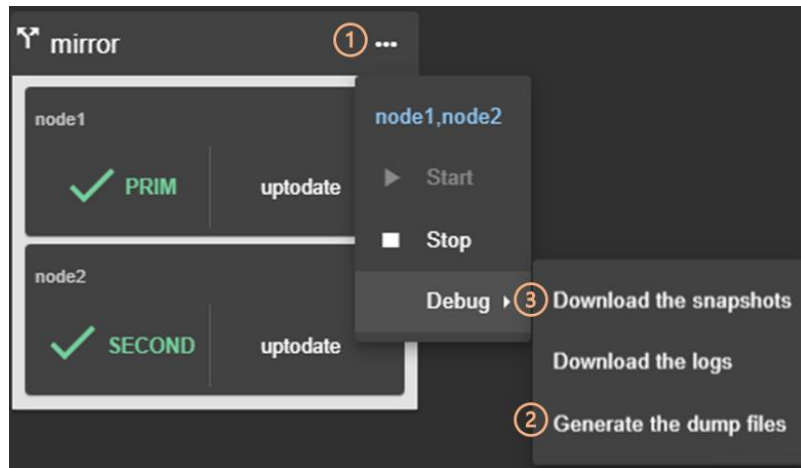 mirror
1
...
node1
PRIM
uptodate
node2
SECOND
uptodate
node1,node2
Start
Stop
Debug
3 Download the snapshots
Download the logs
2 Generate the dump files